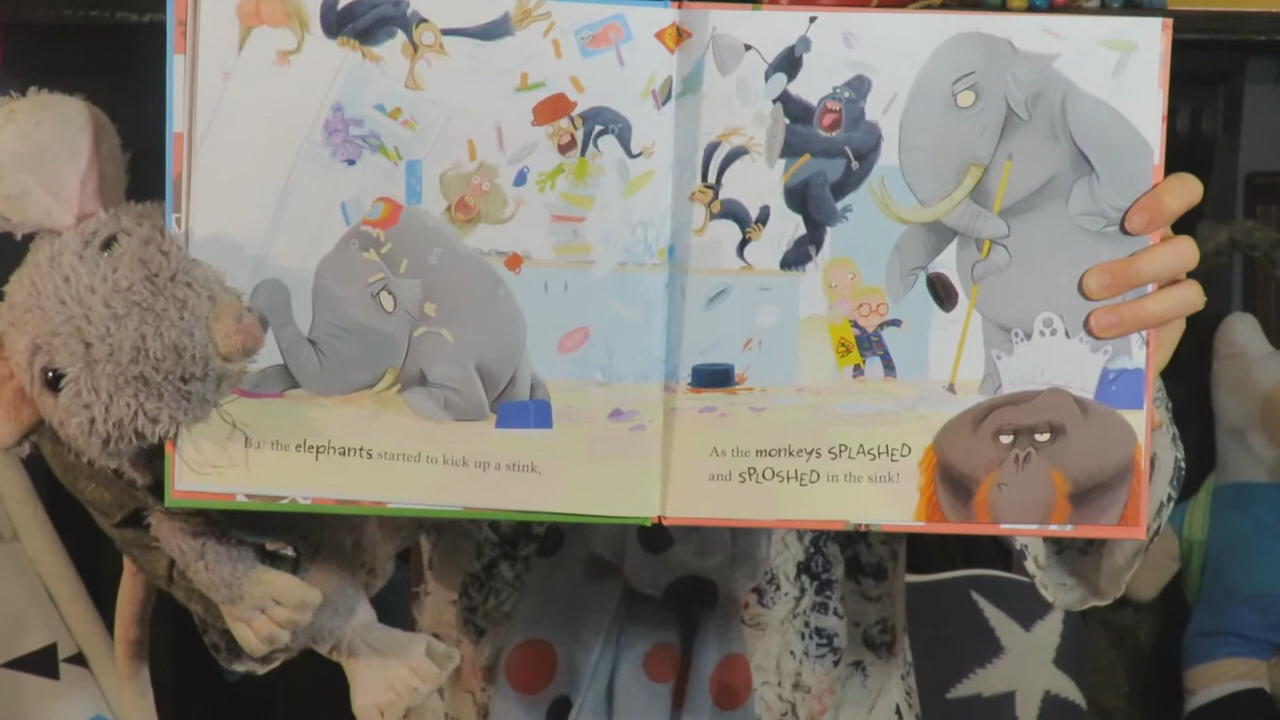 But the elephants started to kick up a stink,
As the monkeys SPLASHED
and SPLOSHED in the sink!